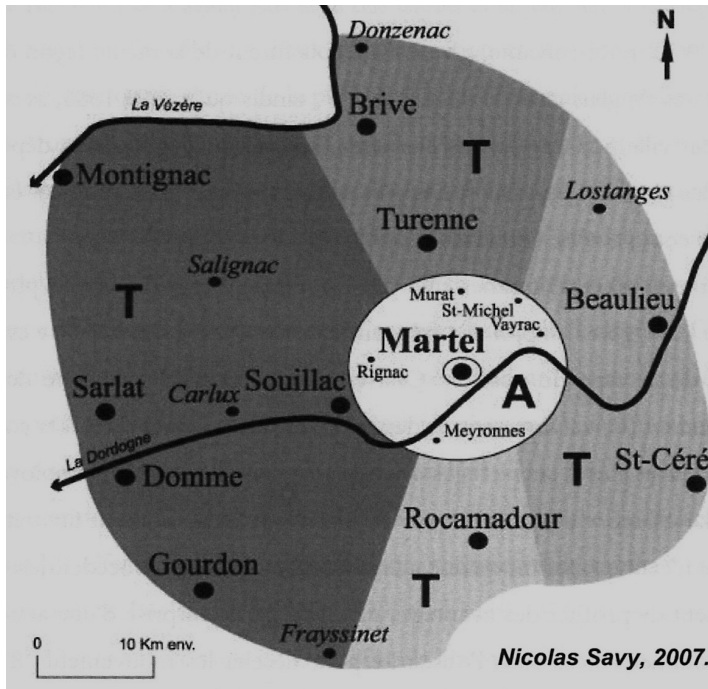 Donzenac
N
La Vézère
Brive
T
Montignac
Lostanges
Turenne
Salignac
Murat
St-Michel
Beaulieu
T
Vayrac
Martel
Rignac
Sarlat
Carlux
Souillac
A
Meyronnes
La Dordogne
T
St-Céré
Domme
Rocamadour
Gourdon
T
Frayssinet
0
10 Km env.
Nicolas Savy, 2007.